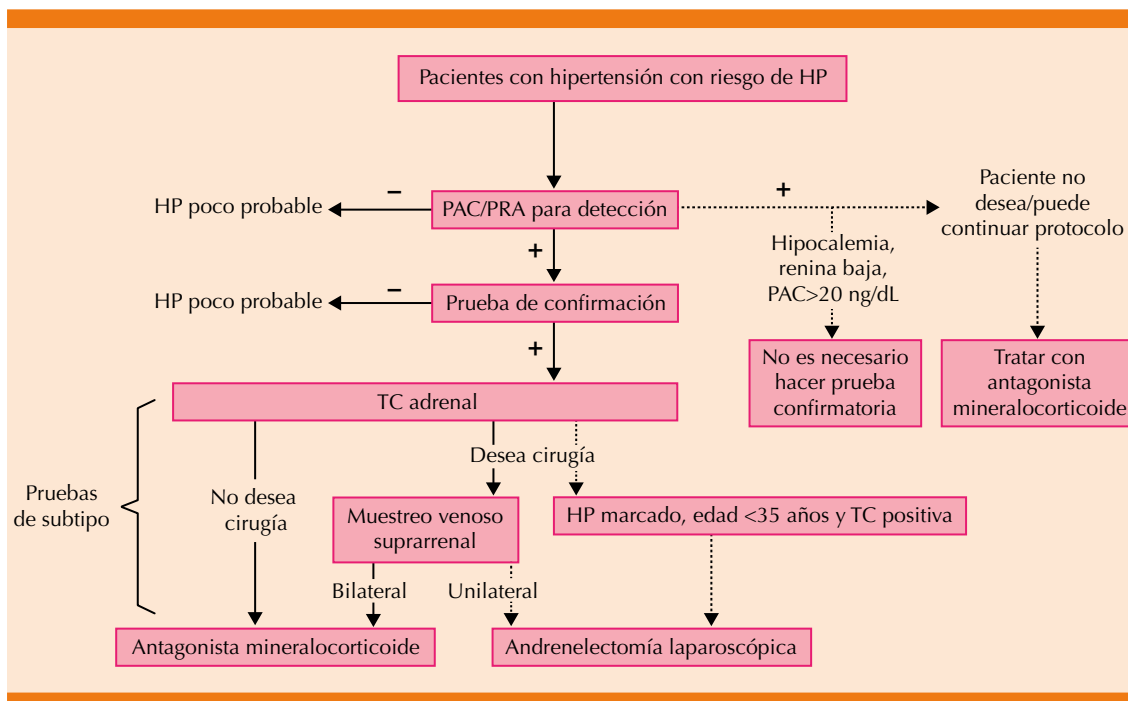 Pacientes con hipertensión con riesgo de HP
HP poco probable
−
PAC/PRA para detección
+
Paciente no
desea/puede
continuar protocolo
+
Hipocalemia,
renina baja,
PAC>20 ng/dL
HP poco probable
−
Prueba de confirmación
+
No es necesario
hacer prueba
confirmatoria
Tratar con
antagonista
mineralocorticoide
TC adrenal
Pruebas
de subtipo
No desea
cirugía
Desea cirugía
Muestreo venoso
suprarrenal
HP marcado, edad <35 años y TC positiva
Bilateral
Unilateral
Antagonista mineralocorticoide
Andrenelectomía laparoscópica